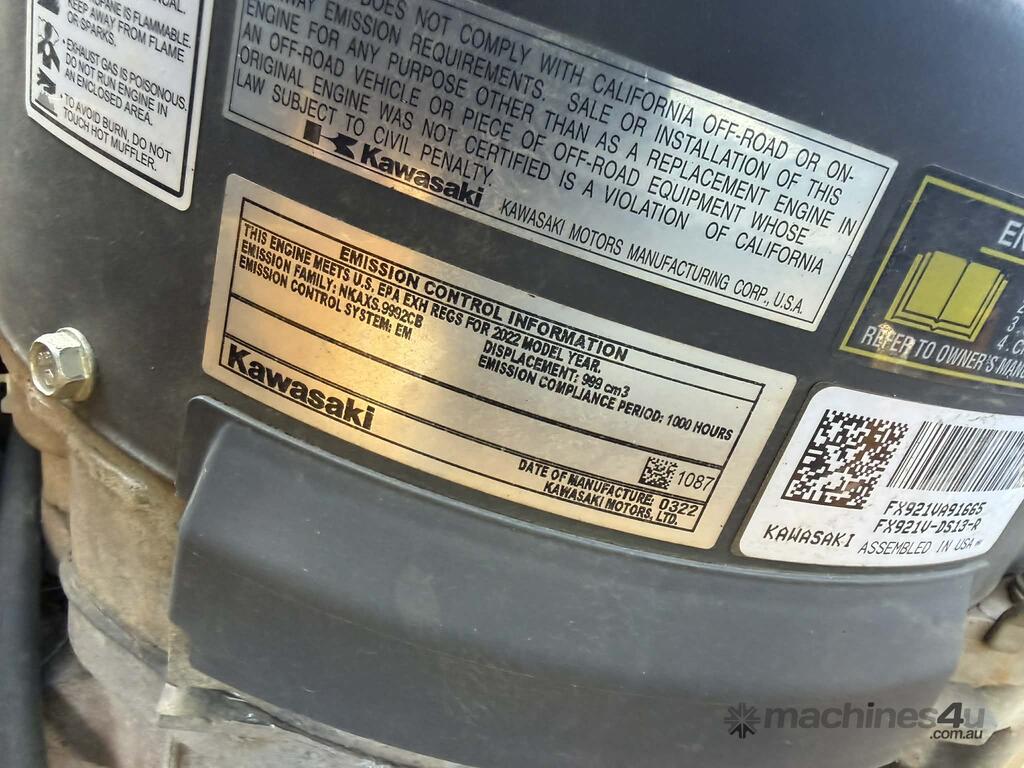 PANE IS FLAMMABLE.
KEEP AWAY FROM FLAME
OR SPARKS.
• EXHAUST GAS IS POISONOUS.
DO NOT RUN ENGINE IN
AN ENCLOSED AREA.
• TO AVOID BURN, DO NOT
TOUCH HOT MUFFLER.
DOES NOT COMPLY WITH CALIFORNIA OFF-ROAD OR ON-
WAY EMISSION REQUIREMENTS. SALE OR INSTALLATION OF THIS
ENGINE FOR ANY PURPOSE OTHER THAN AS A REPLACEMENT ENGINE IN
AN OFF-ROAD VEHICLE OR PIECE OF OFF-ROAD EQUIPMENT WHOSE
ORIGINAL ENGINE WAS NOT CERTIFIED IS A VIOLATION OF CALIFORNIA
LAW SUBJECT TO CIVIL PENALTY.
Kawasaki KAWASAKI MOTORS MANUFACTURING CORP., U.S.A.
EMISSION CONTROL INFORMATION
THIS ENGINE MEETS U.S. EPA EXH REGS FOR 2022 MODEL YEAR.
EMISSION FAMILY: NKAXS.9992GB DISPLACEMENT: 999 cm3
EMISSION CONTROL SYSTEM: EM EMISSION COMPLIANCE PERIOD: 1000 HOURS
1087
Kawasaki
DATE OF MANUFACTURE: 0322
KAWASAKI MOTORS, LTD.
3.
4. C
REFER TO OWNER'S MAN
FX921VA91665
FX921V-DS13-R
KAWASAKI ASSEMBLED IN USA
machines4u
.com.au